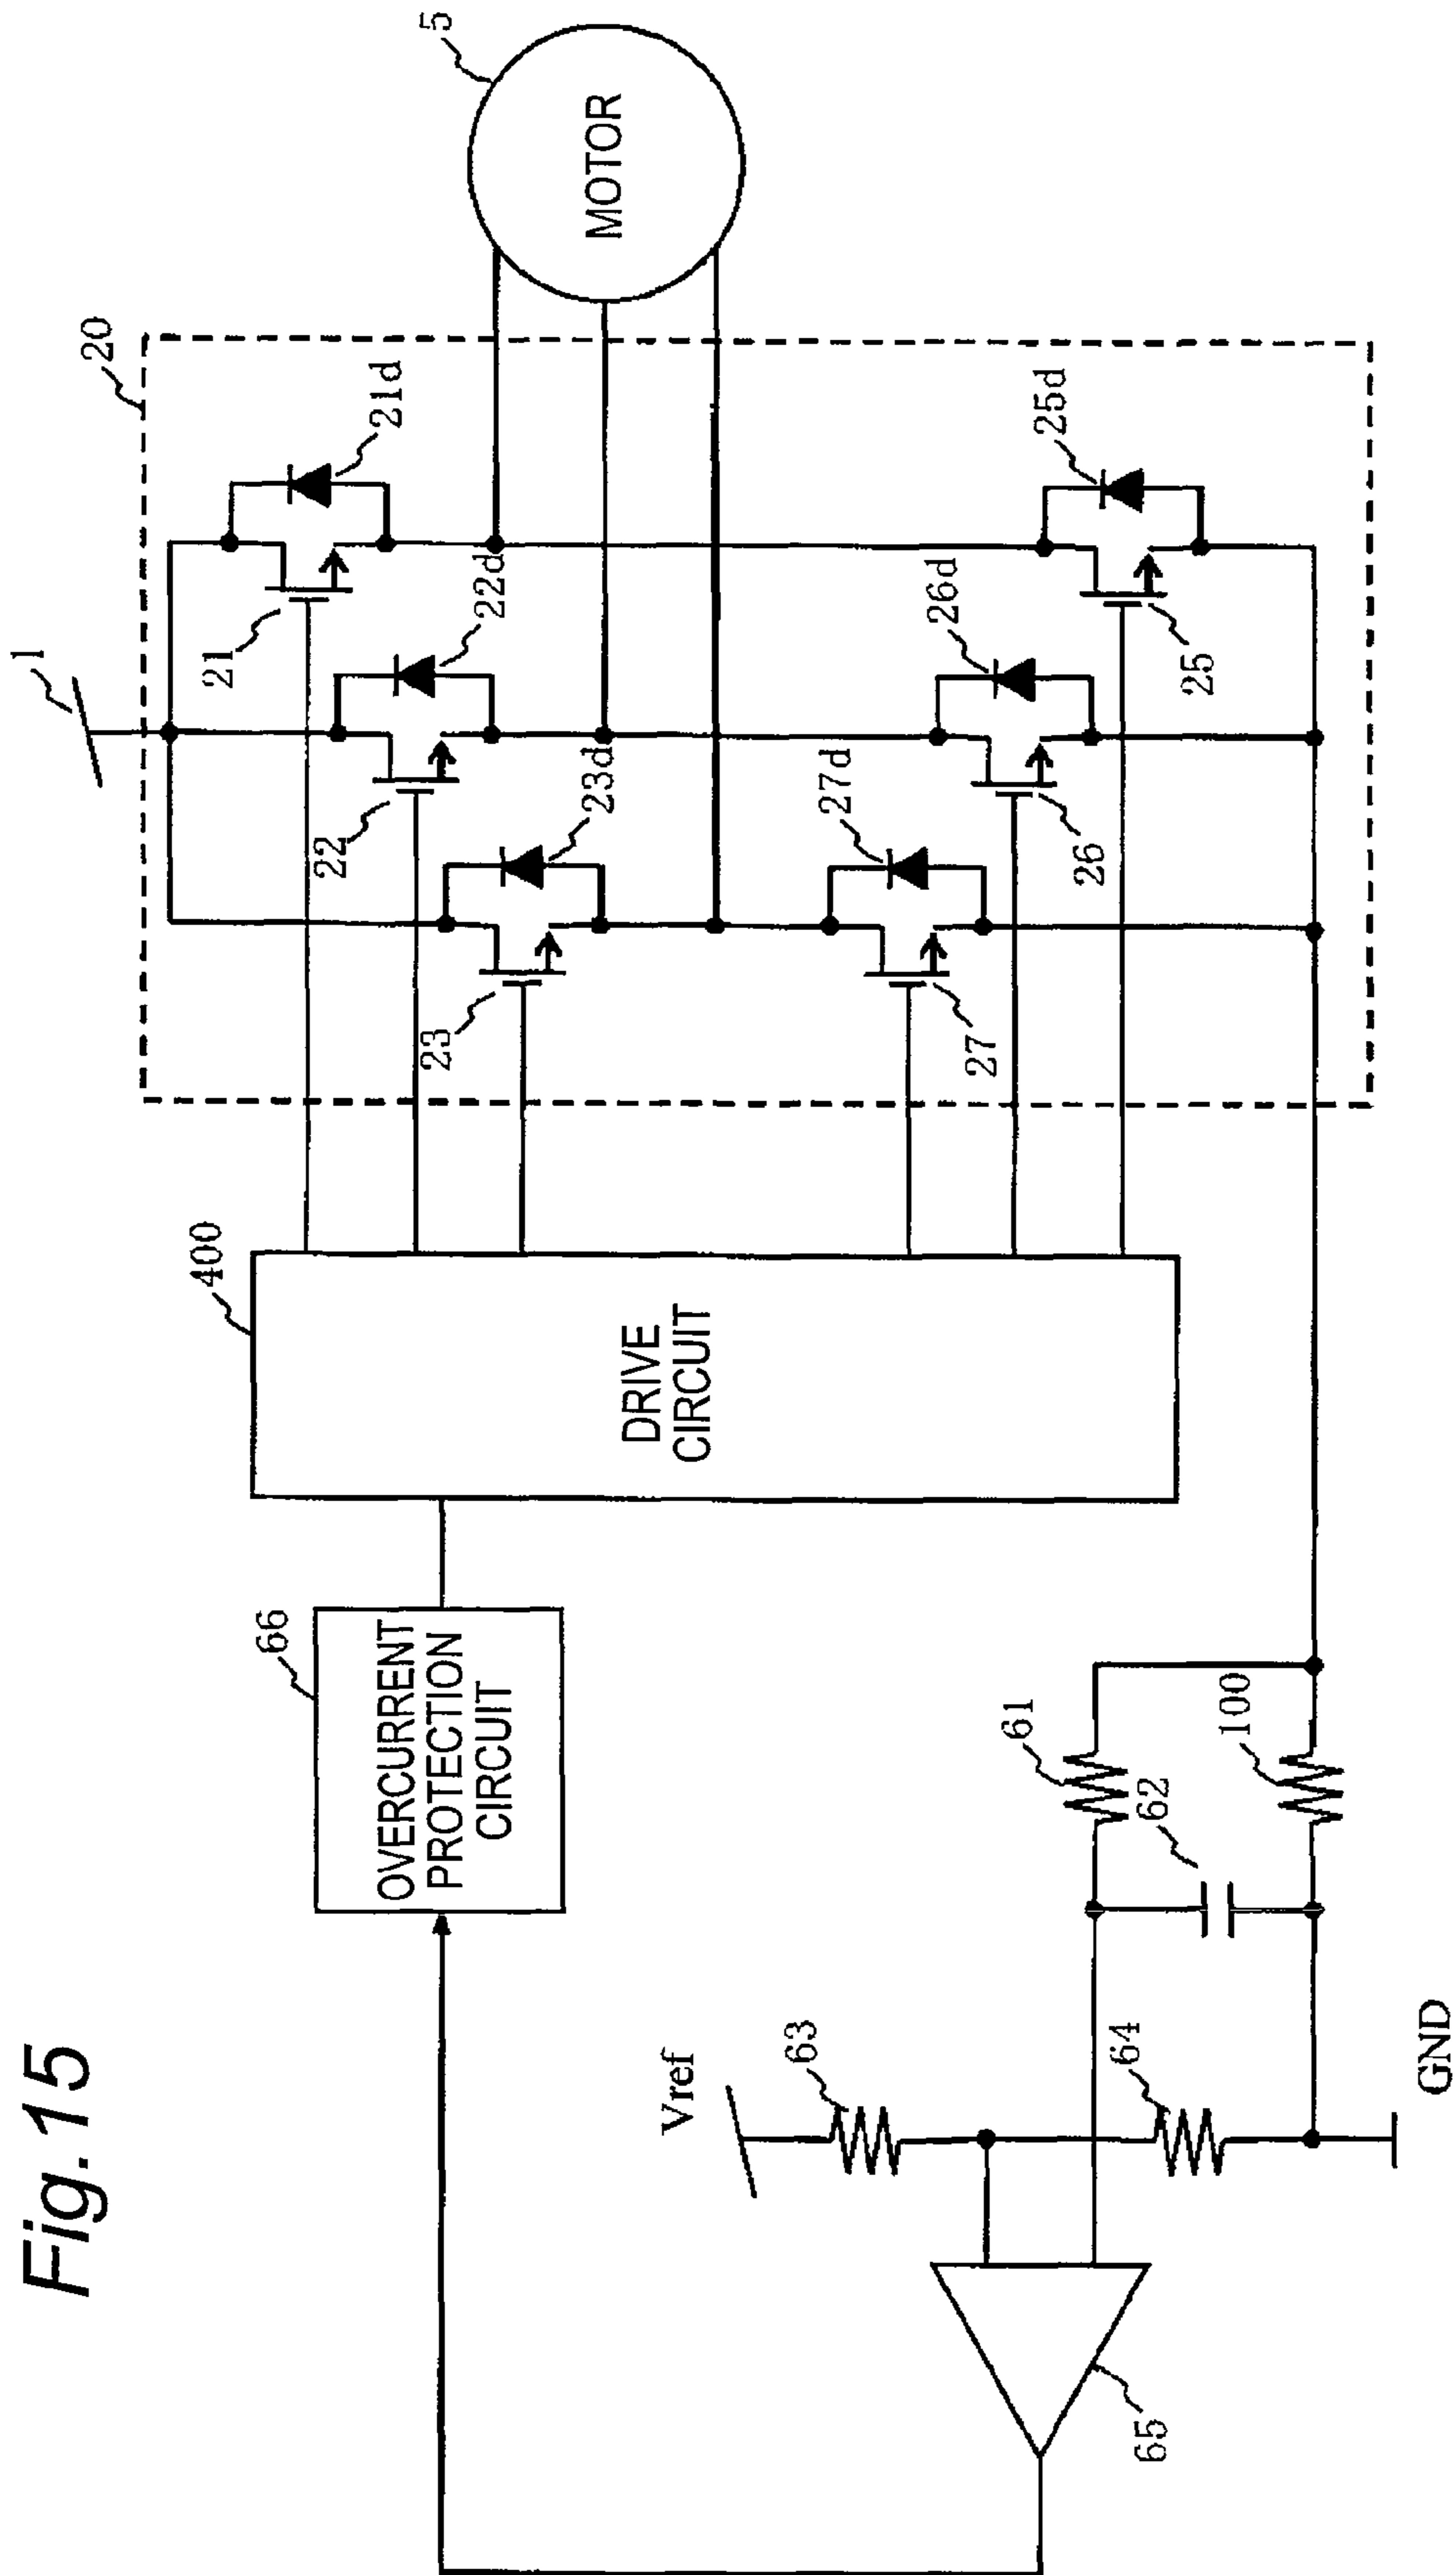 Fig.15
1
20
21
21d
22
22d
23
23d
25
25d
26
26d
27
27d
5
MOTOR
400
DRIVE
CIRCUIT
66
OVERCURRENT
PROTECTION
CIRCUIT
61
62
100
Vref
63
64
65
GND